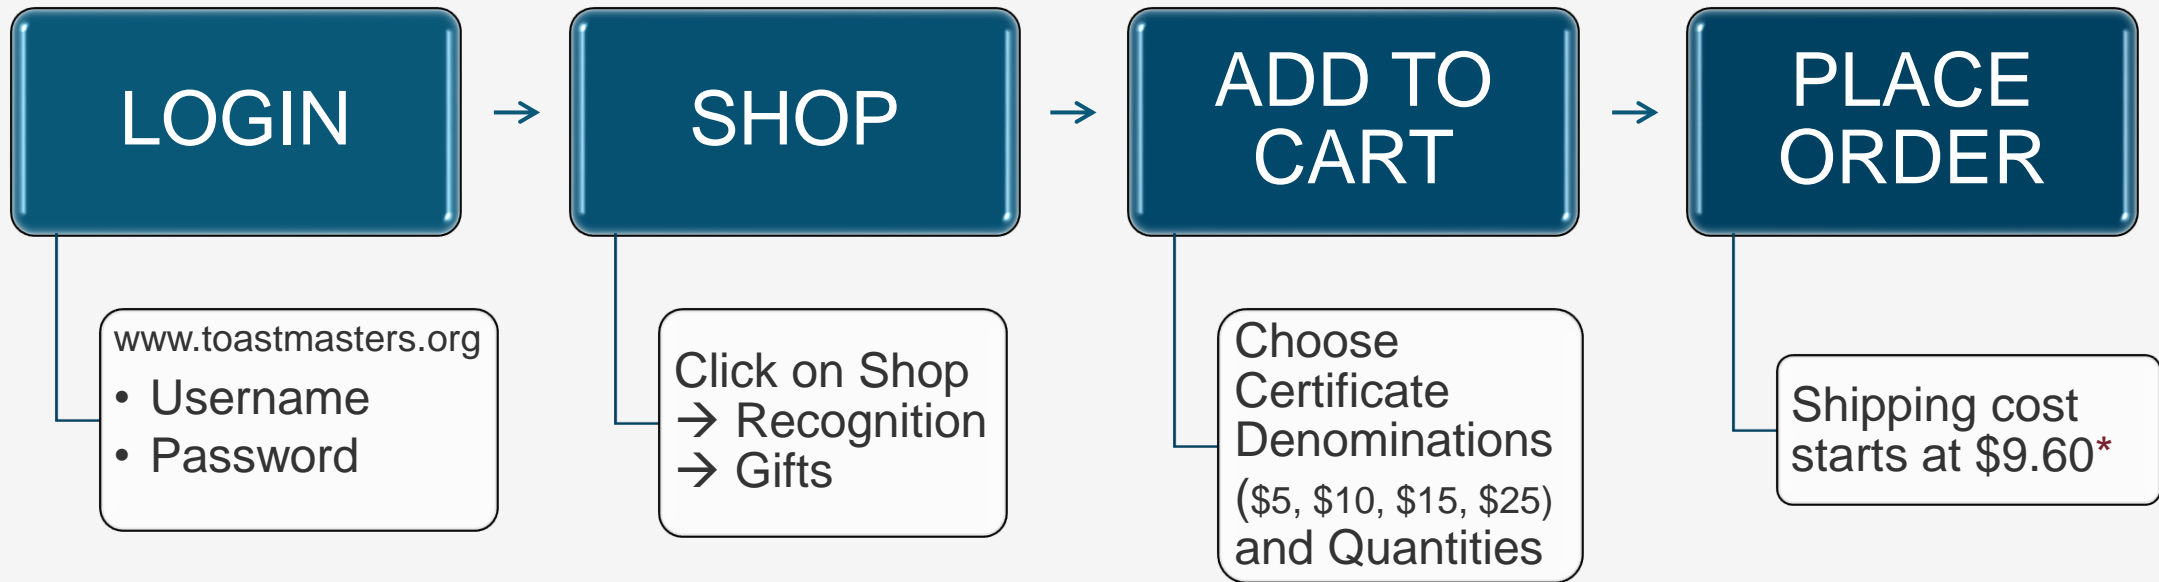 LOGIN
→
SHOP
→
ADD TO
CART
→
PLACE
ORDER
www.toastmasters.org
• Username
• Password
Click on Shop
→ Recognition
→ Gifts
Choose
Certificate
Denominations
($5, $10, $15, $25)
and Quantities
Shipping cost
starts at $9.60*